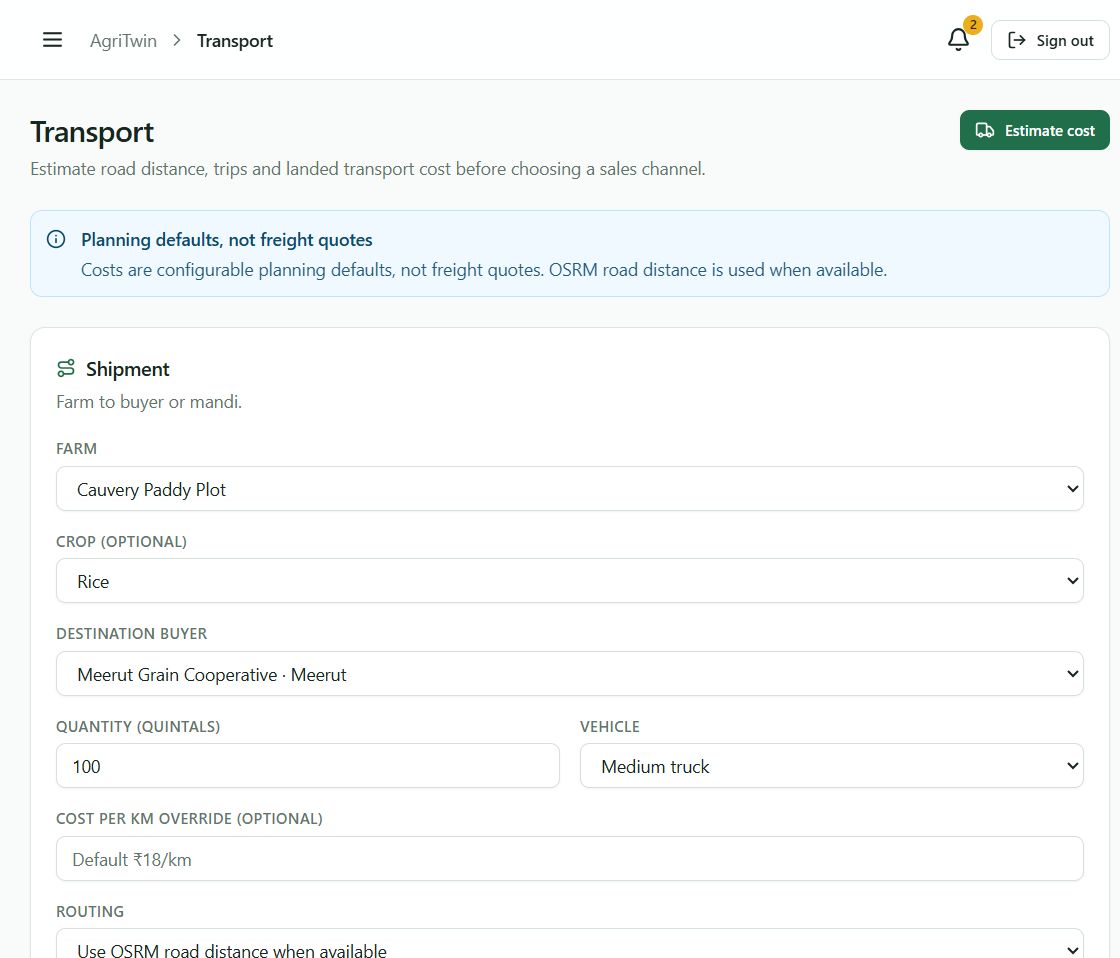 AgriTwin > Transport
2
Sign out
Transport
Estimate cost
Estimate road distance, trips and landed transport cost before choosing a sales channel.
Planning defaults, not freight quotes
Costs are configurable planning defaults, not freight quotes. OSRM road distance is used when available.
Shipment
Farm to buyer or mandi.
FARM
Cauvery Paddy Plot
CROP (OPTIONAL)
Rice
DESTINATION BUYER
Meerut Grain Cooperative · Meerut
QUANTITY (QUINTALS)
VEHICLE
100
Medium truck
COST PER KM OVERRIDE (OPTIONAL)
Default ₹18/km
ROUTING
Use OSRM road distance when available